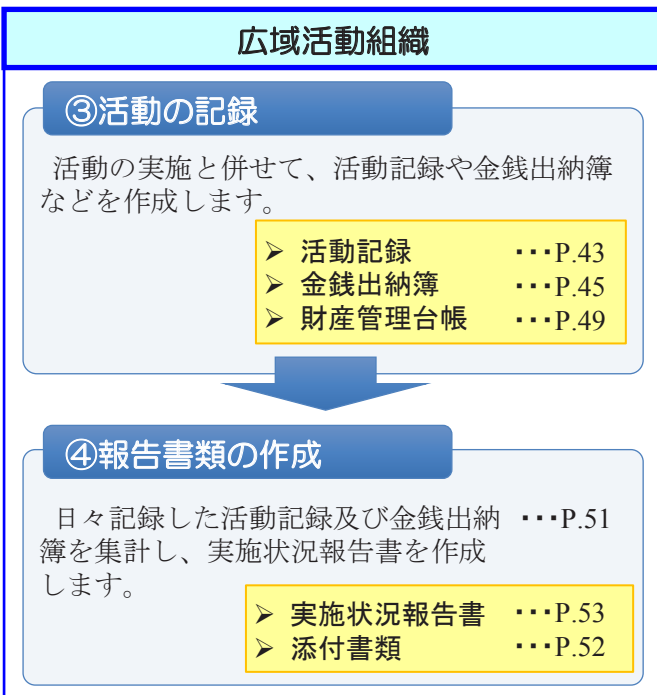 広域活動組織
③活動の記録
活動の実施と併せて、活動記録や金銭出納簿
などを作成します。
➢ 活動記録 ・・・P.43
➢ 金銭出納簿 ・・・P.45
➢ 財産管理台帳 ・・・P.49
④報告書類の作成
日々記録した活動記録及び金銭出納 ・・・P.51
簿を集計し、実施状況報告書を作成
します。
➢ 実施状況報告書 ・・・P.53
➢ 添付書類 ・・・P.52